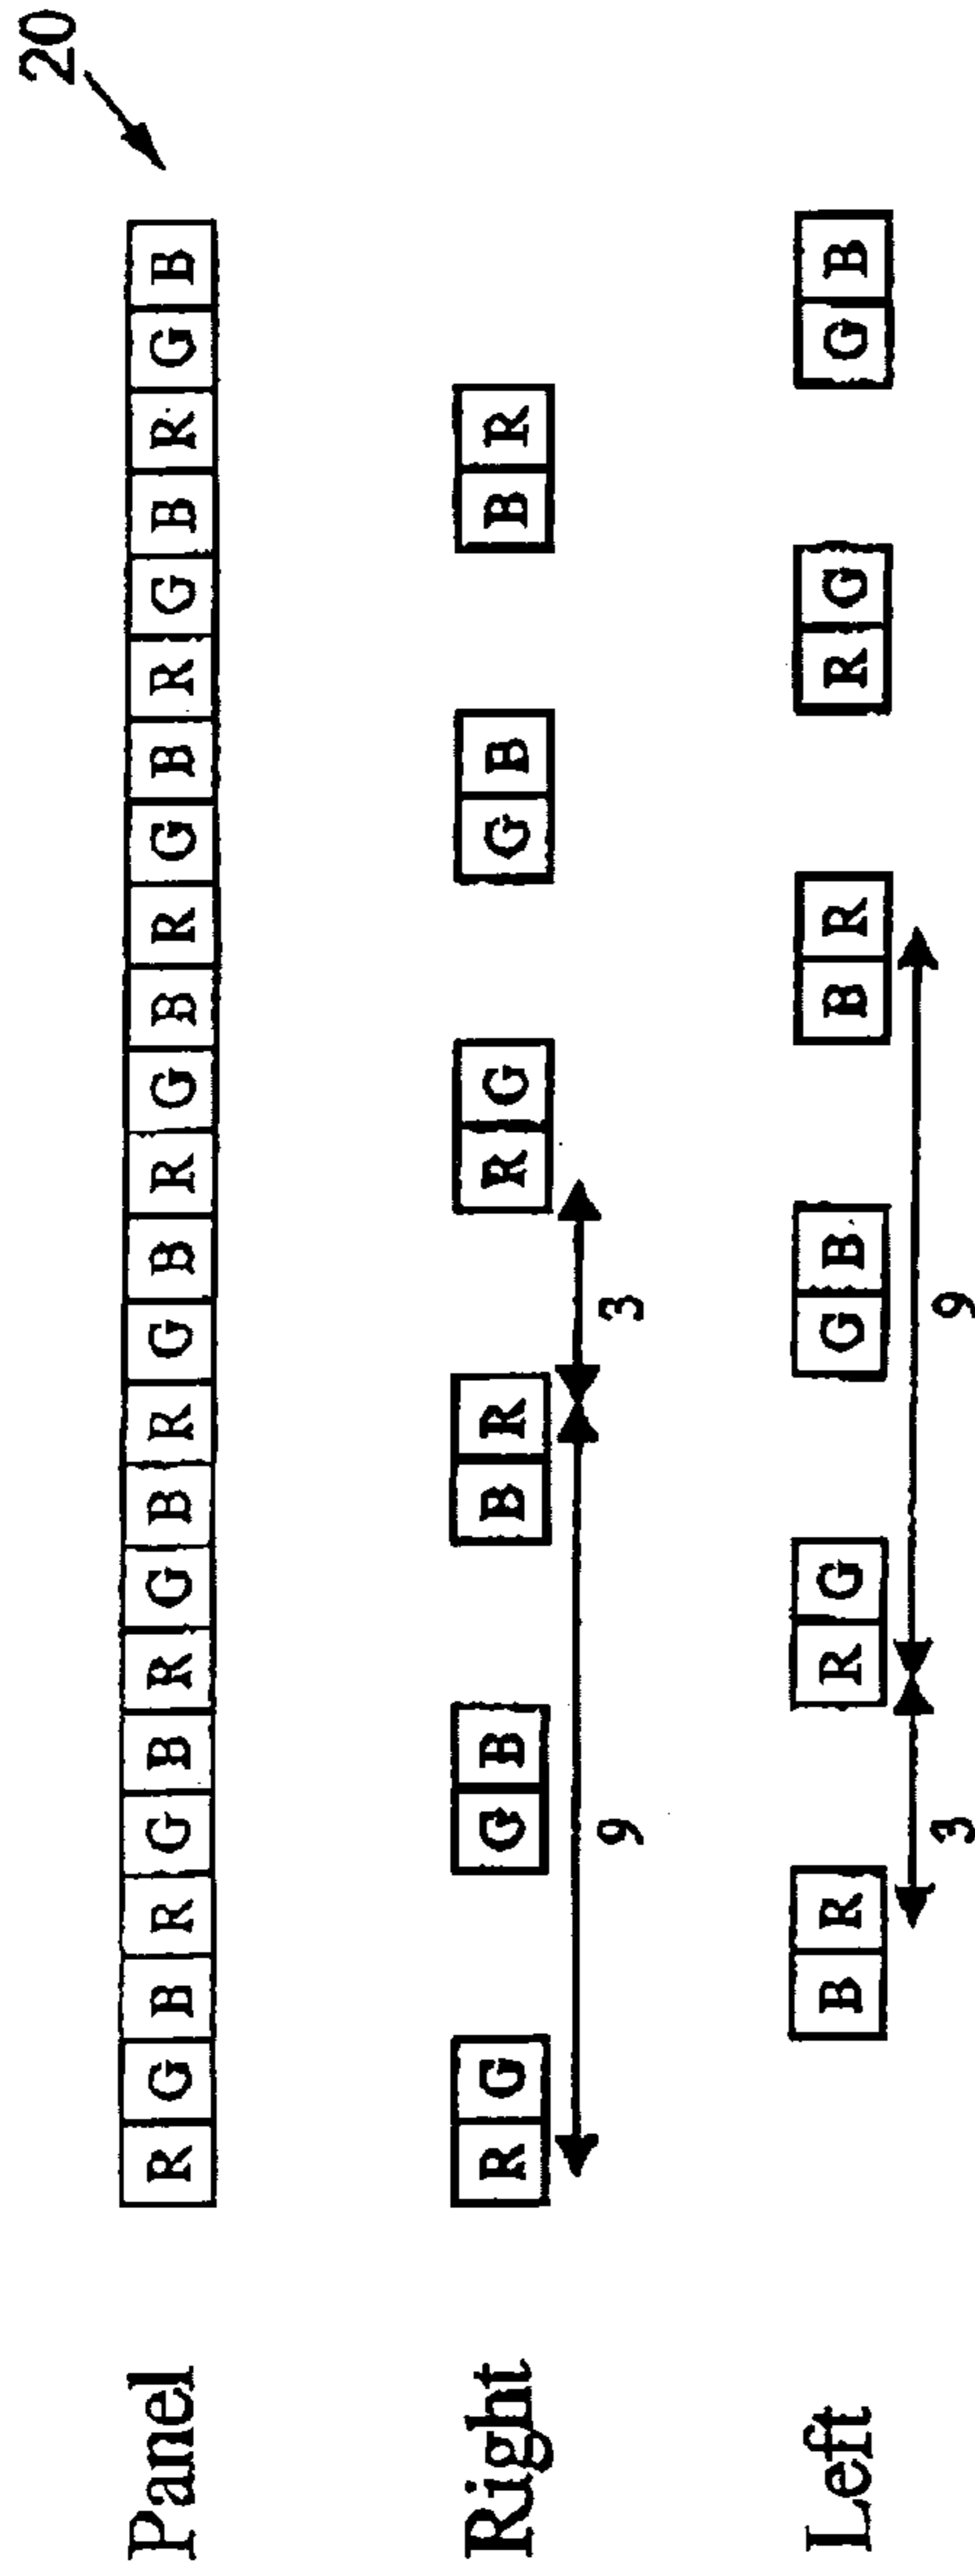 20
Panel R G B R G B R G B R G B R G B R G B R G B R G B
Right R G G B B R R G G B B R
9 3
Left B R R G G B B R R G G B
3 9